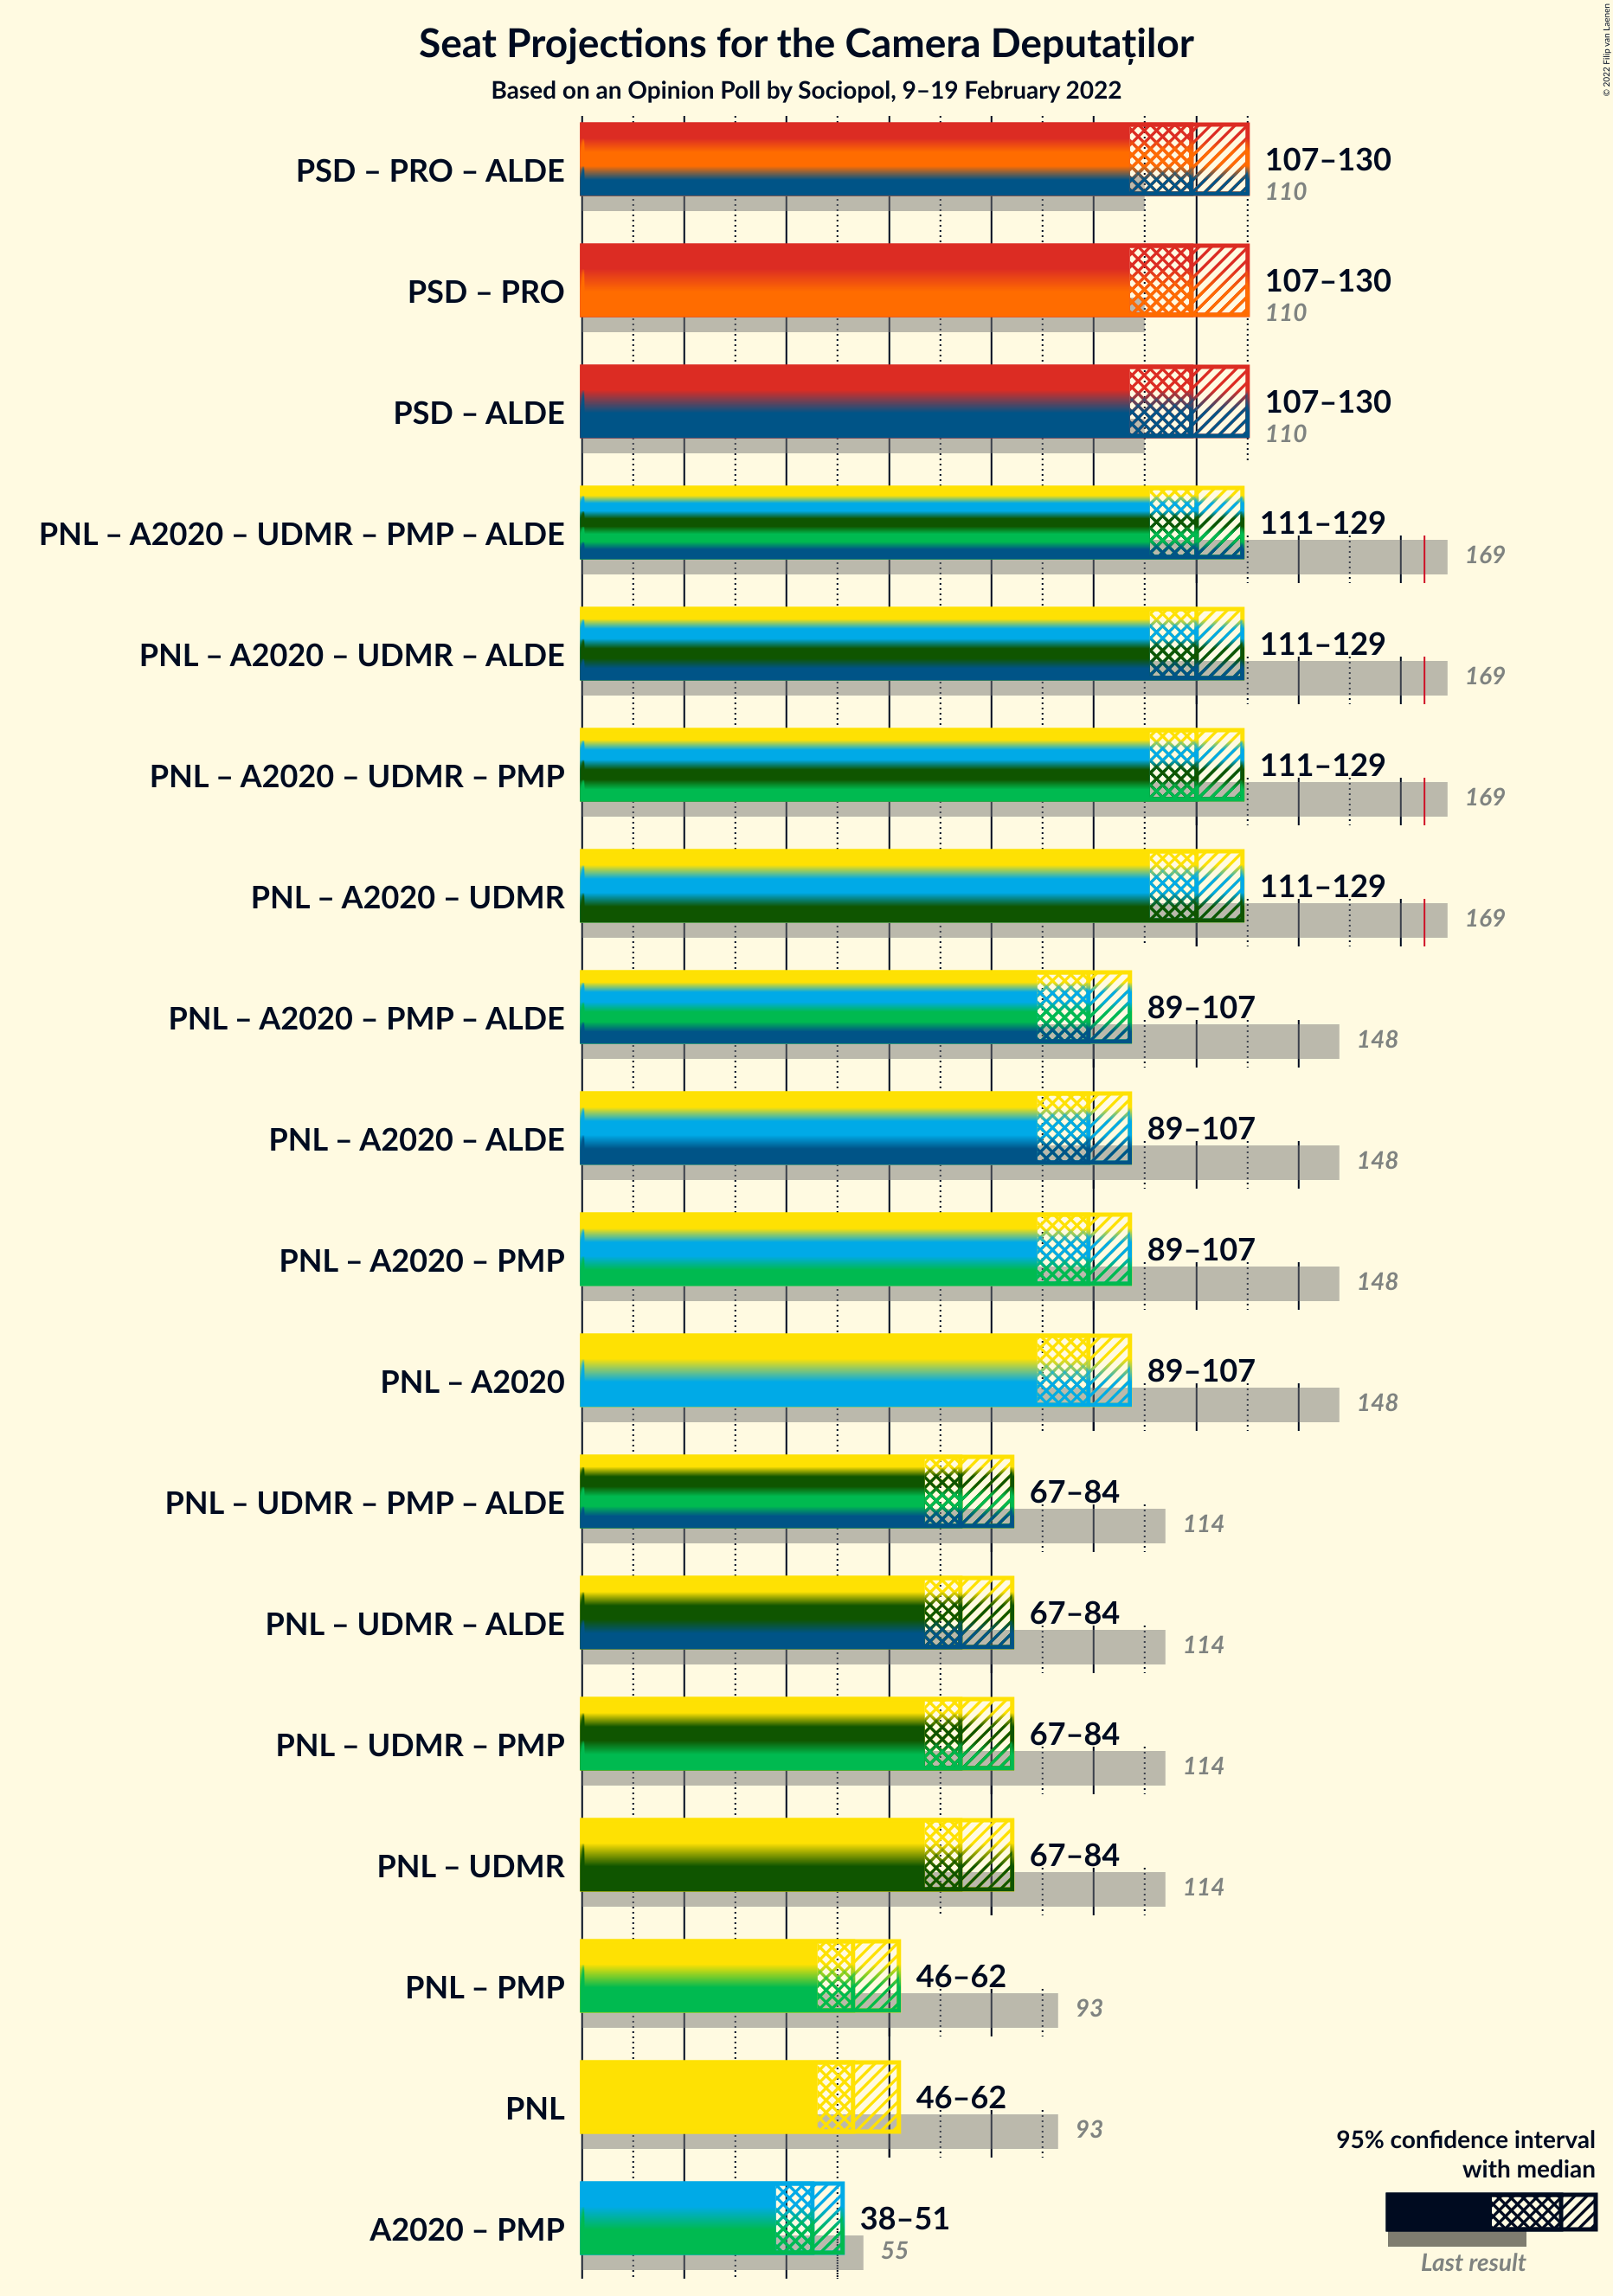 Seat Projections for the Camera Deputaților
Based on an Opinion Poll by Sociopol, 9–19 February 2022
© 2022 Filip van Laenen
PSD – PRO – ALDE
107–130
110
PSD – PRO
107–130
110
PSD – ALDE
107–130
110
PNL – A2020 – UDMR – PMP – ALDE
111–129
169
PNL – A2020 – UDMR – ALDE
111–129
169
PNL – A2020 – UDMR – PMP
111–129
169
PNL – A2020 – UDMR
111–129
169
PNL – A2020 – PMP – ALDE
89–107
148
PNL – A2020 – ALDE
89–107
148
PNL – A2020 – PMP
89–107
148
PNL – A2020
89–107
148
PNL – UDMR – PMP – ALDE
67–84
114
PNL – UDMR – ALDE
67–84
114
PNL – UDMR – PMP
67–84
114
PNL – UDMR
67–84
114
PNL – PMP
46–62
93
PNL
46–62
93
A2020 – PMP
38–51
55
95% confidence interval
with median
Last result